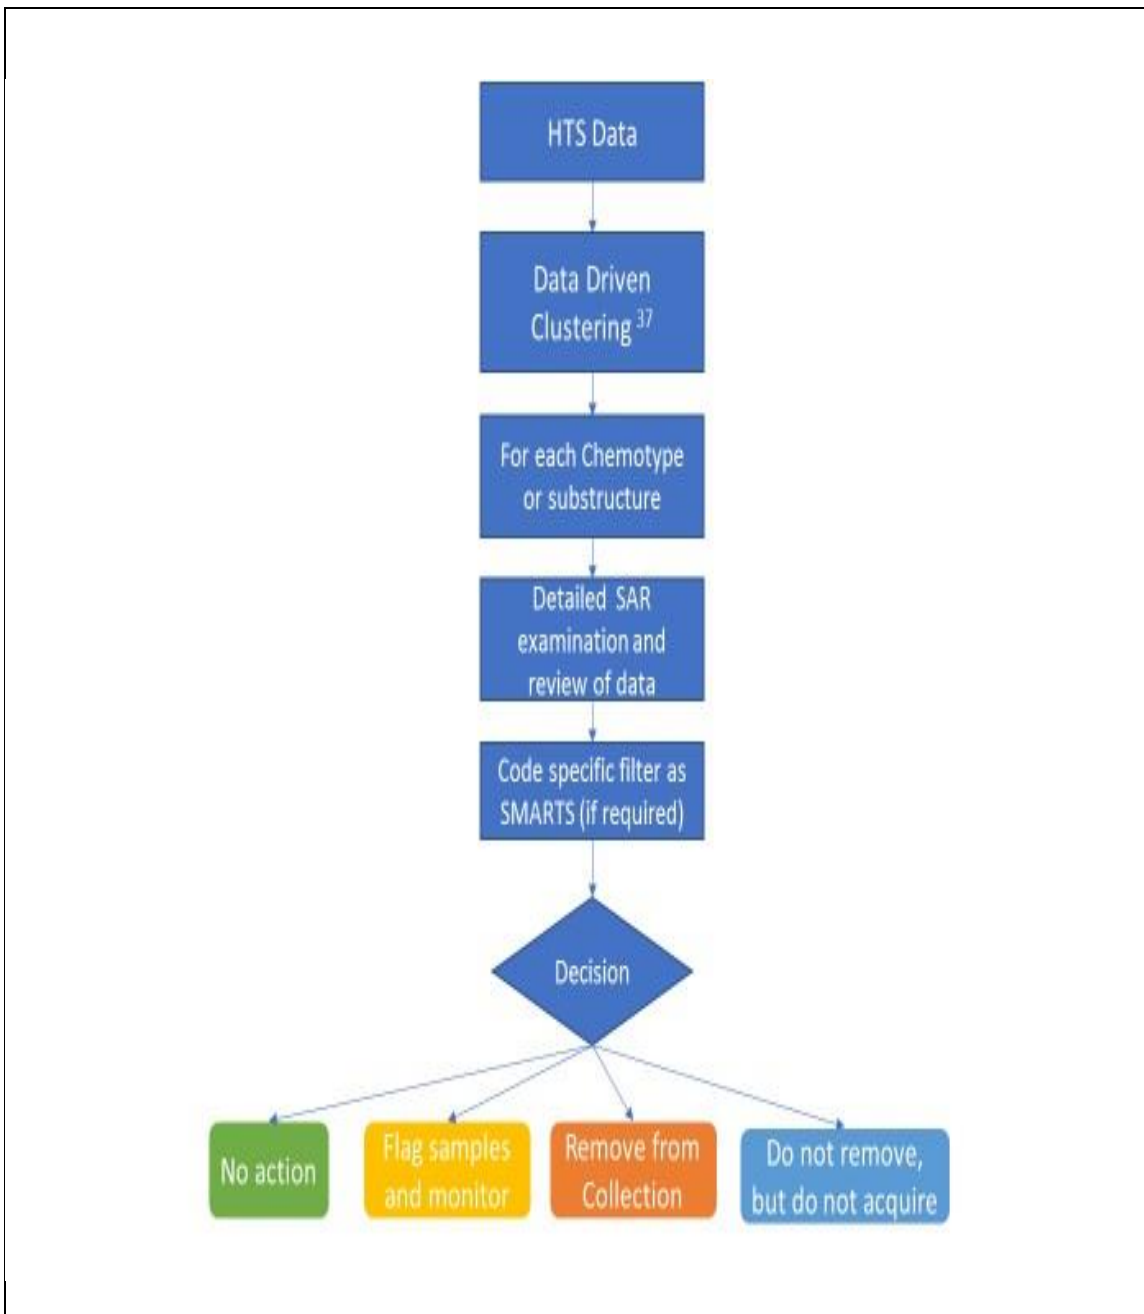 HTS Data
Data Driven
Clustering 37
For each Chemotype
or substructure
Detailed SAR
examination and
review of data
Code specific filter as
SMARTS (if required)
Decision
No action
Flag samples
and monitor
Remove from
Collection
Do not remove,
but do not acquire